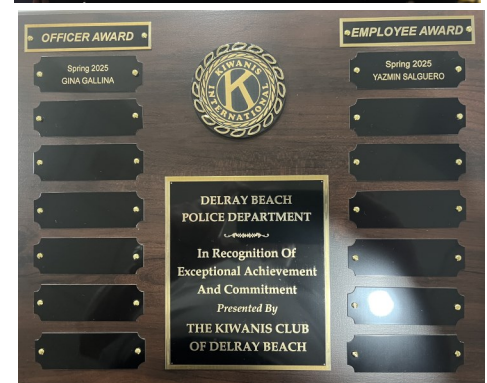 OFFICER AWARD
Spring 2025
GINA GALLINA
KIWANIS
K
INTERNATIONAL
EMPLOYEE AWARD
Spring 2025
YAZMIN SALGUERO
DELRAY BEACH
POLICE DEPARTMENT
In Recognition Of
Exceptional Achievement
And Commitment
Presented By
THE KIWANIS CLUB
OF DELRAY BEACH